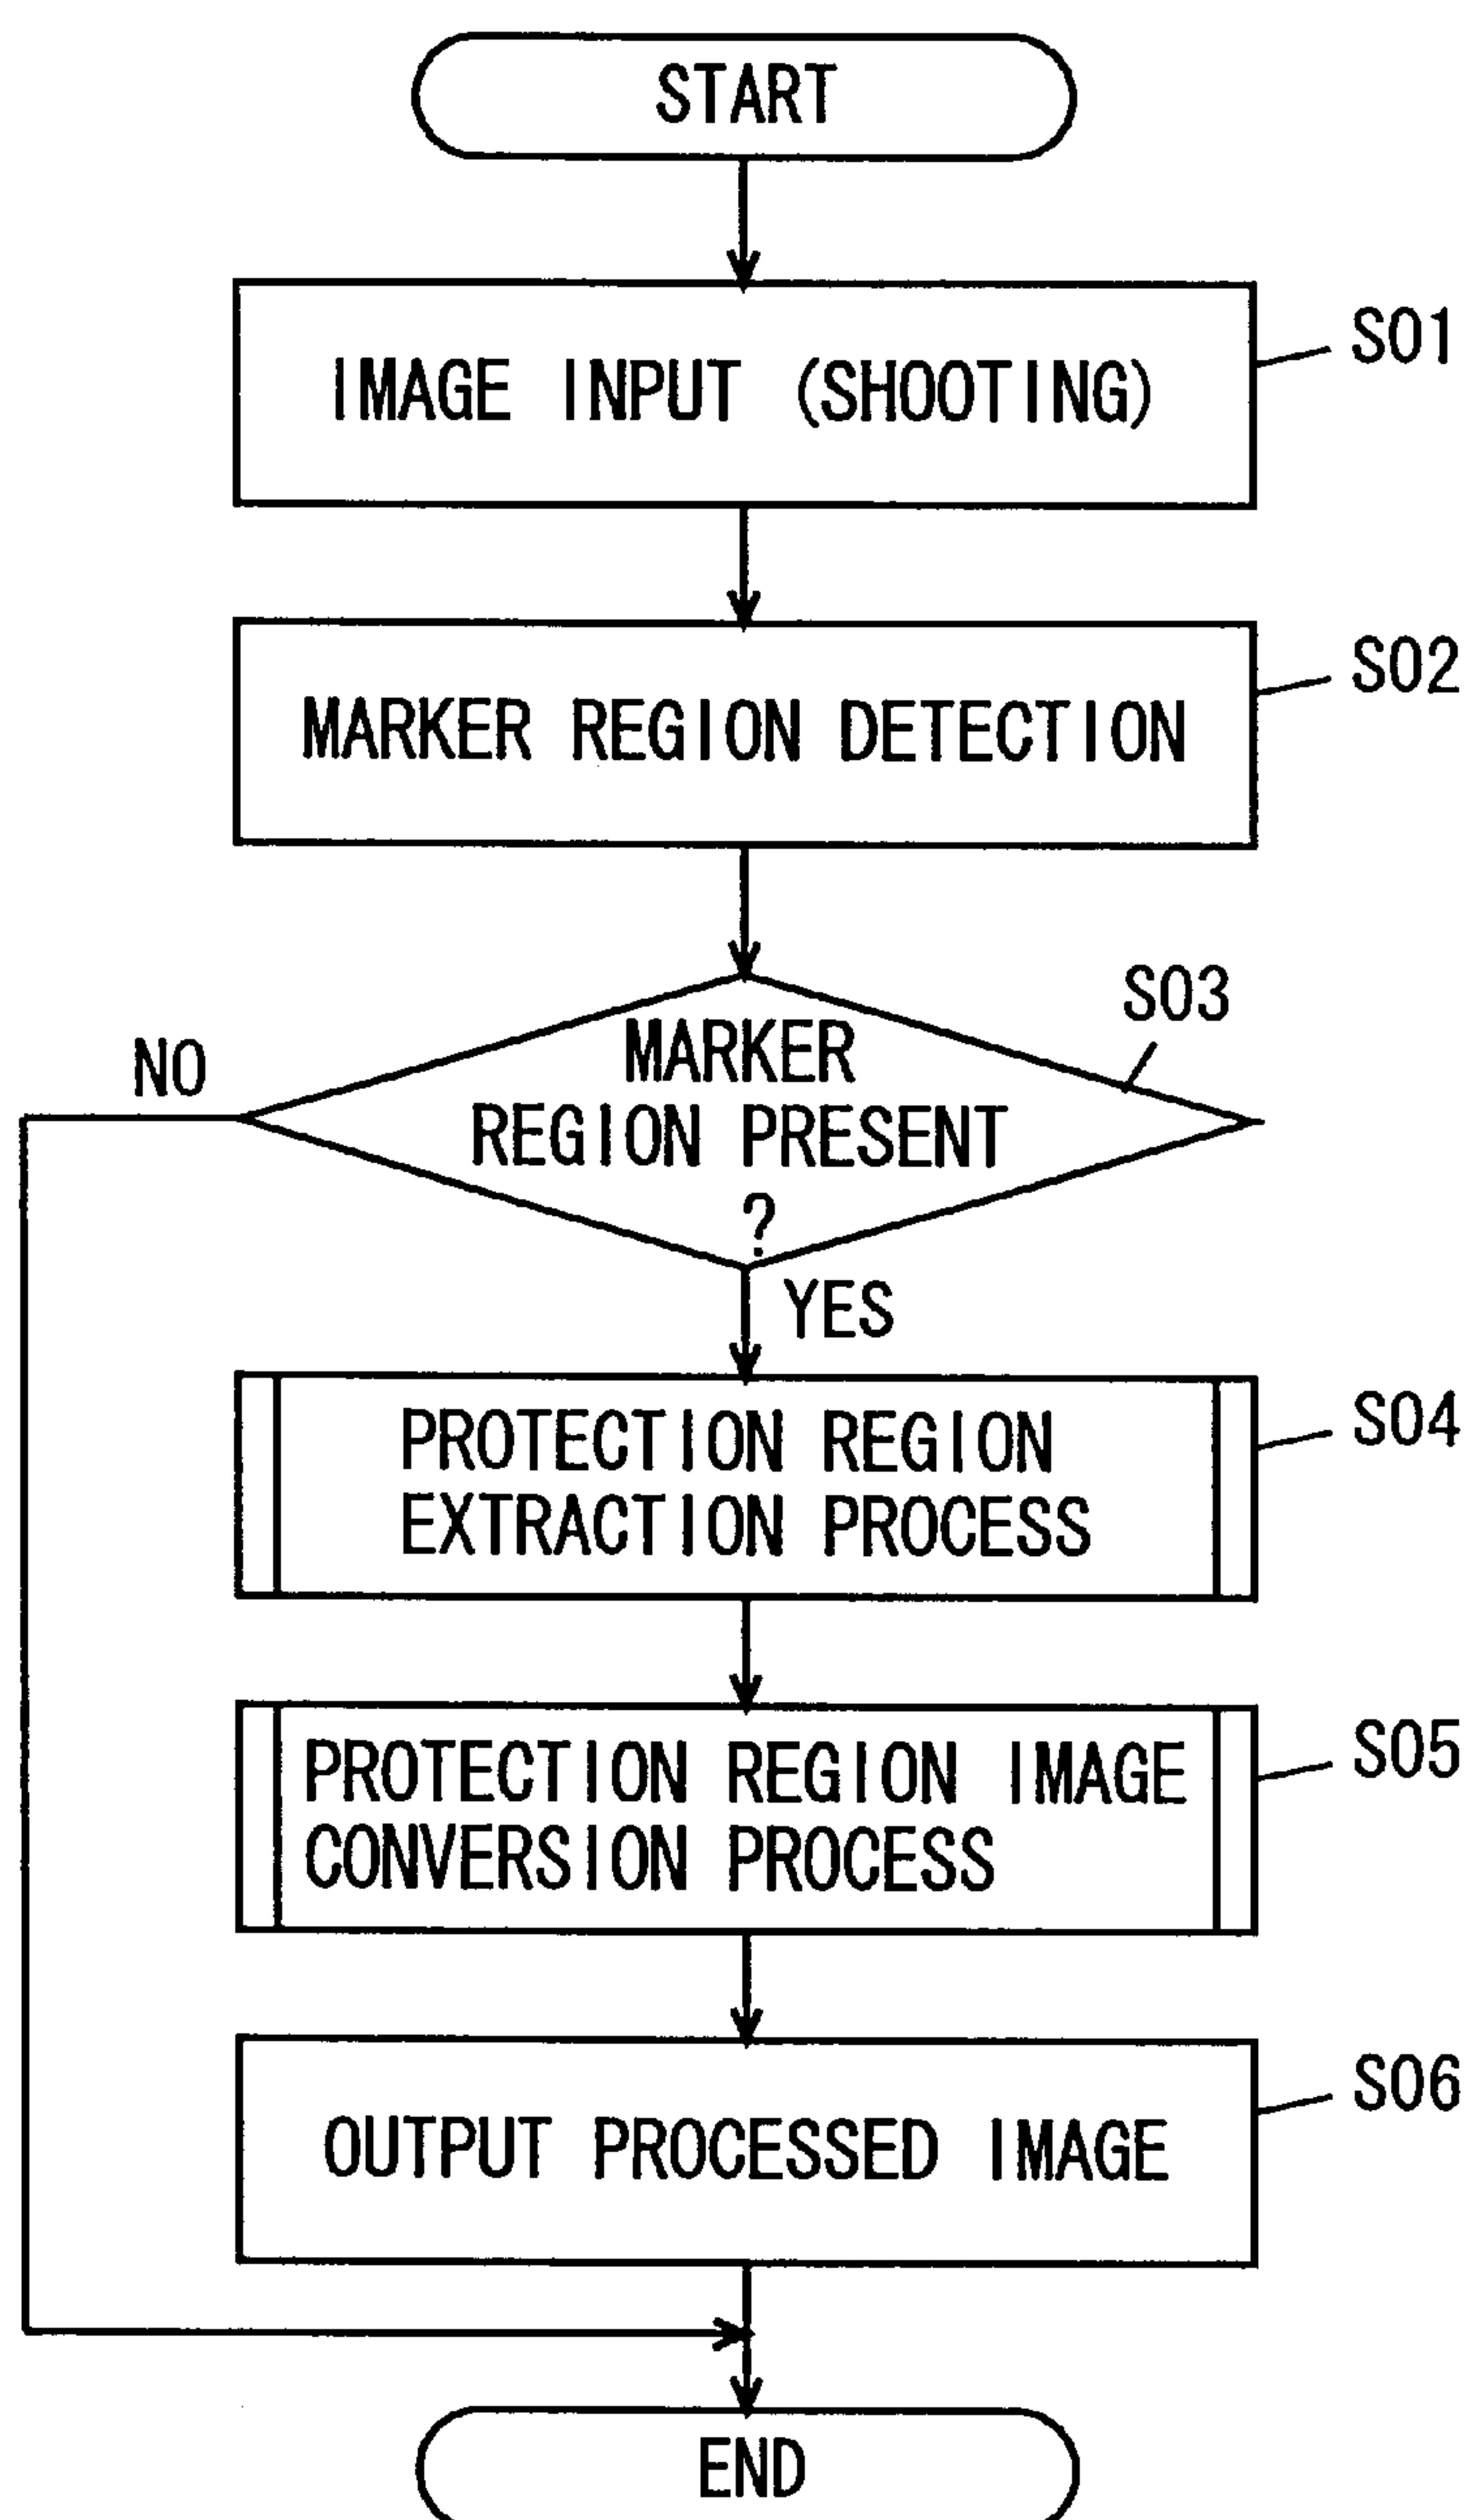 START
IMAGE INPUT (SHOOTING)
S01
MARKER REGION DETECTION
S02
S03
MARKER
REGION PRESENT
?
NO
YES
PROTECTION REGION
EXTRACTION PROCESS
S04
PROTECTION REGION IMAGE
CONVERSION PROCESS
S05
OUTPUT PROCESSED IMAGE
S06
END